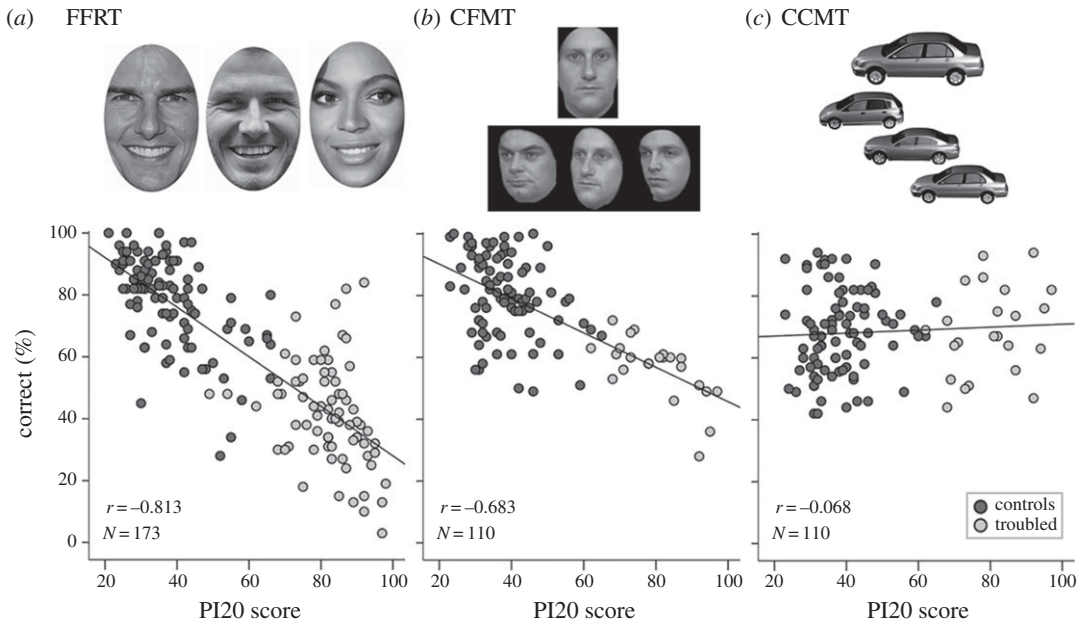 (a) FFRT
(b) CFMT
(c) CCMT
correct (%)
100
80
60
40
20
0
r = –0.813
N = 173
r = –0.683
N = 110
r = –0.068
N = 110
controls
troubled
20 40 60 80 100
20 40 60 80 100
20 40 60 80 100
PI20 score
PI20 score
PI20 score